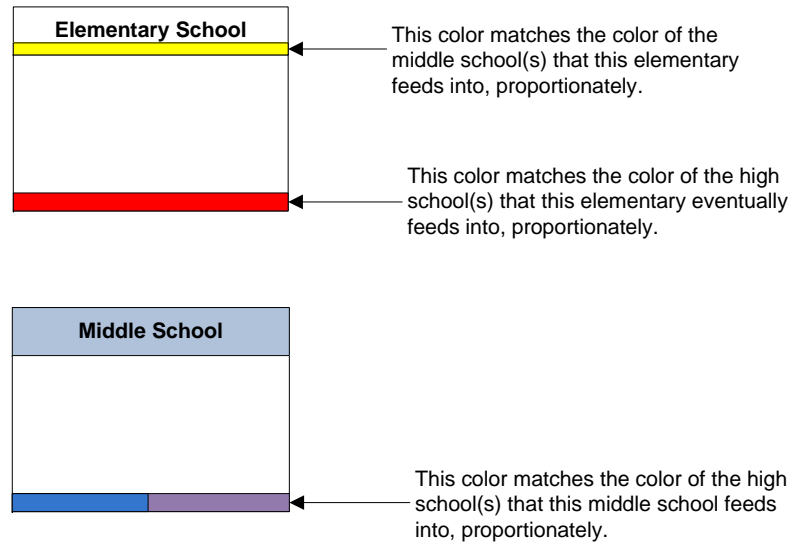 Elementary School
This color matches the color of the
middle school(s) that this elementary
feeds into, proportionately.
This color matches the color of the high
school(s) that this elementary eventually
feeds into, proportionately.
Middle School
This color matches the color of the high
school(s) that this middle school feeds
into, proportionately.